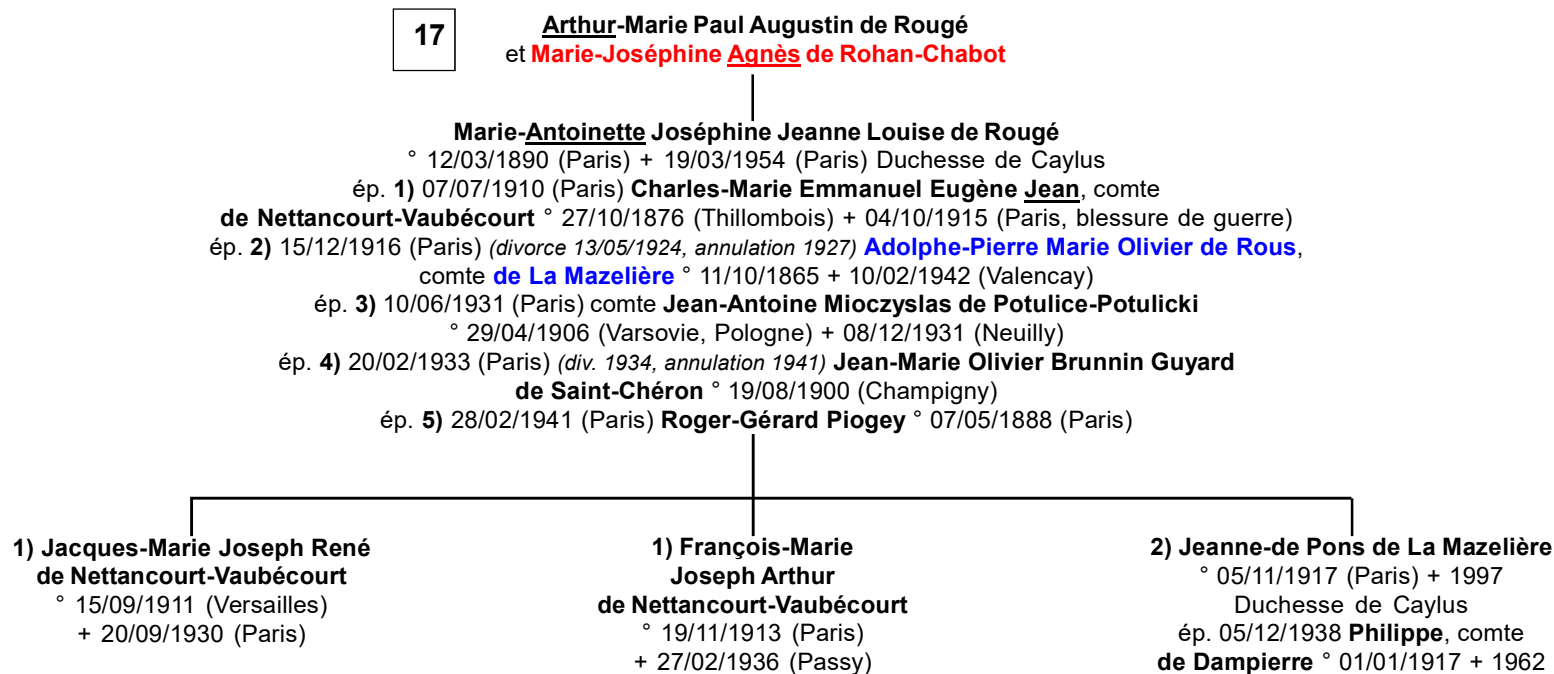 17
Arthur-Marie Paul Augustin de Rougé
et Marie-Joséphine Agnès de Rohan-Chabot
Marie-Antoinette Joséphine Jeanne Louise de Rougé
° 12/03/1890 (Paris) + 19/03/1954 (Paris) Duchesse de Caylus
ép. 1) 07/07/1910 (Paris) Charles-Marie Emmanuel Eugène Jean, comte
de Nettancourt-Vaubécourt ° 27/10/1876 (Thillombois) + 04/10/1915 (Paris, blessure de guerre)
ép. 2) 15/12/1916 (Paris) (divorce 13/05/1924, annulation 1927) Adolphe-Pierre Marie Olivier de Rous,
comte de La Mazelière ° 11/10/1865 + 10/02/1942 (Valencay)
ép. 3) 10/06/1931 (Paris) comte Jean-Antoine Mioczyslas de Potulice-Potulicki
° 29/04/1906 (Varsovie, Pologne) + 08/12/1931 (Neuilly)
ép. 4) 20/02/1933 (Paris) (div. 1934, annulation 1941) Jean-Marie Olivier Brunnin Guyard
de Saint-Chéron ° 19/08/1900 (Champigny)
ép. 5) 28/02/1941 (Paris) Roger-Gérard Piogey ° 07/05/1888 (Paris)
1) Jacques-Marie Joseph René
de Nettancourt-Vaubécourt
° 15/09/1911 (Versailles)
+ 20/09/1930 (Paris)
1) François-Marie
Joseph Arthur
de Nettancourt-Vaubécourt
° 19/11/1913 (Paris)
+ 27/02/1936 (Passy)
2) Jeanne-de Pons de La Mazelière
° 05/11/1917 (Paris) + 1997
Duchesse de Caylus
ép. 05/12/1938 Philippe, comte
de Dampierre ° 01/01/1917 + 1962